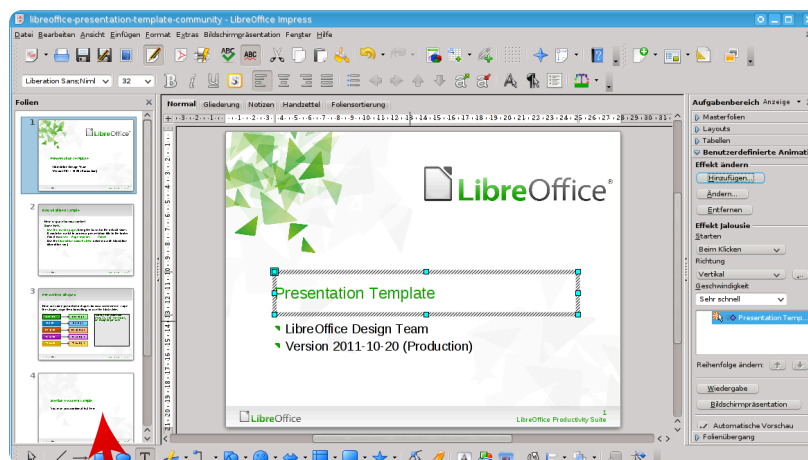 libreoffice-presentation-template-community - LibreOffice Impress
Datei Bearbeiten Ansicht Einfügen Format Extras Bildschirmpräsentation Fenster Hilfe
Liberation Sans;Niml 32
Folien
Normal Gliederung Notizen Handzettel Foliensortierung
1
2
3
4
LibreOffice
LibreOffice
Presentation Template
LibreOffice Design Team
Version 2011-10-20 (Production)
LibreOffice
1
LibreOffice Productivity Suite
Aufgabenbereich Anzeige
Masterfolien
Layouts
Tabellen
Benutzerdefinierte Animati
Effekt ändern
Hinzufügen...
Ändern...
Entfernen
Effekt Jalousie
Starten
Beim Klicken
Richtung
Vertikal
Geschwindigkeit
Sehr schnell
Presentation Temp...
Reihenfolge ändern:
Wiedergabe
Bildschirmpräsentation
Automatische Vorschau
Folienübergang